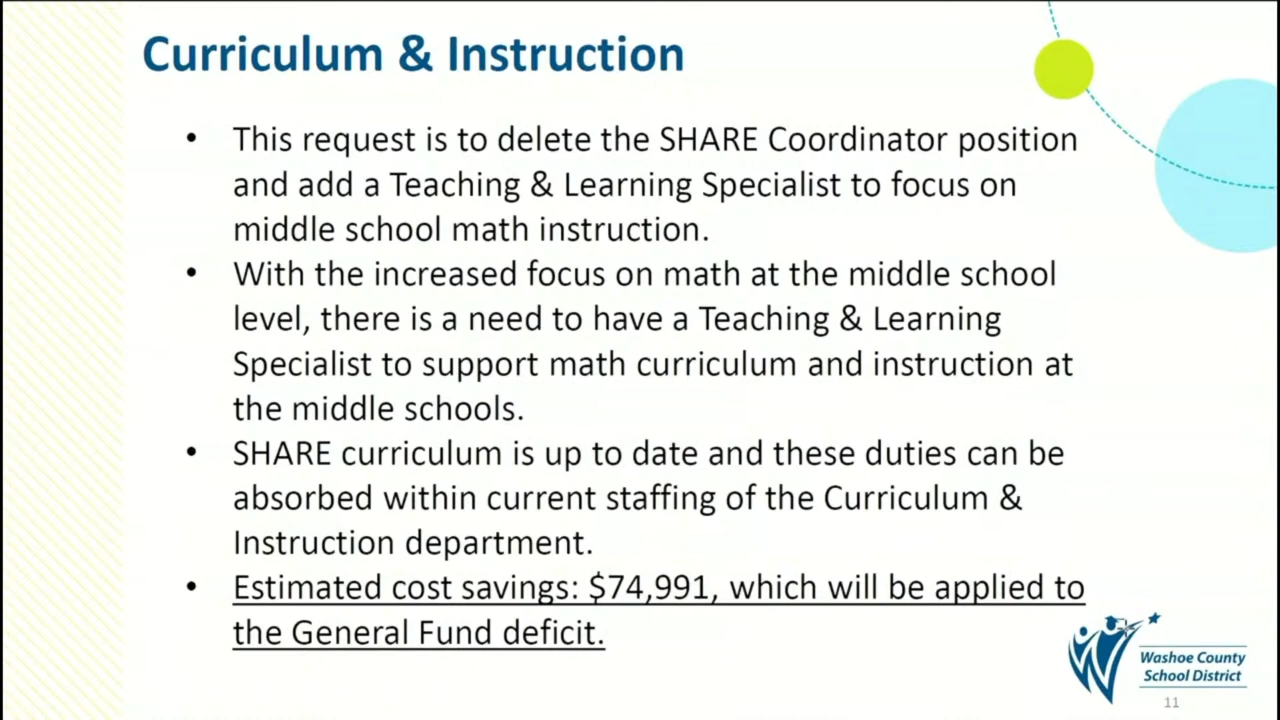 Curriculum & Instruction
• This request is to delete the SHARE Coordinator position
and add a Teaching & Learning Specialist to focus on
middle school math instruction.
• With the increased focus on math at the middle school
level, there is a need to have a Teaching & Learning
Specialist to support math curriculum and instruction at
the middle schools.
• SHARE curriculum is up to date and these duties can be
absorbed within current staffing of the Curriculum &
Instruction department.
• Estimated cost savings: $74,991, which will be applied to
the General Fund deficit.
Washoe County
School District
11